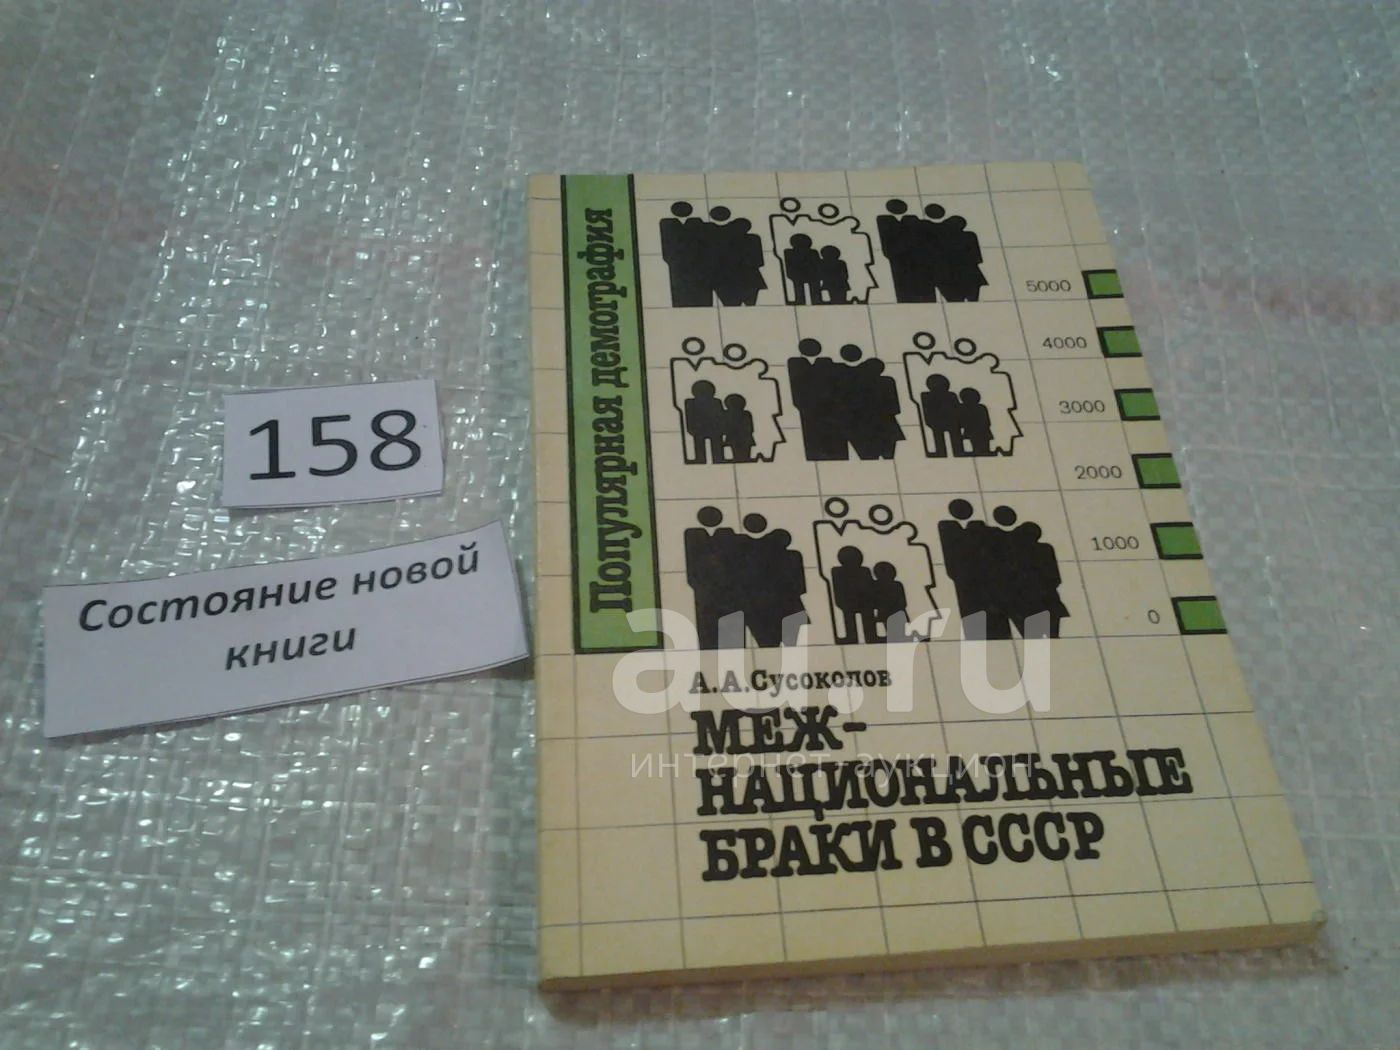 158
Состояние новой
книги
Популярная демография
5000
4000
3000
2000
1000
0
А.А.Сусоколов
МЕЖ-
НАЦИОНАЛЬНЫЕ
БРАКИ В СССР
au.ru
интернет-аукцион